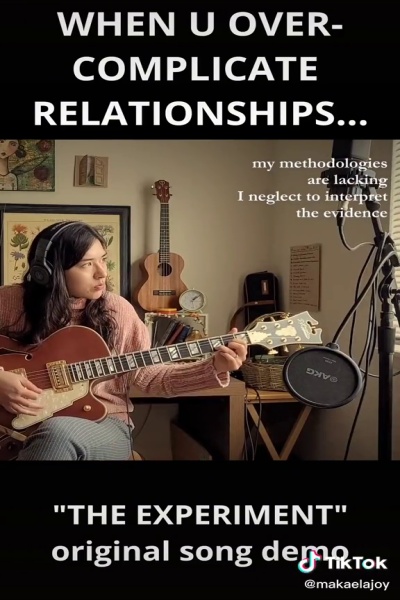 WHEN U OVER-
COMPLICATE
RELATIONSHIPS...
my methodologies
are lacking
I neglect to interpret
the evidence
AKG
"THE EXPERIMENT"
original song demo
TikTok
@makaelajoy